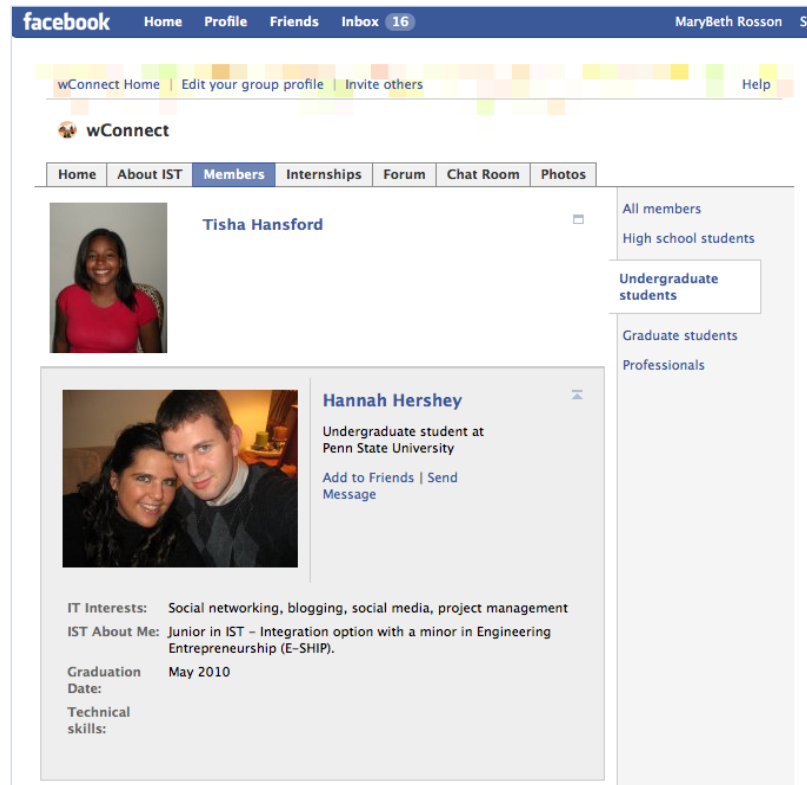 facebook Home Profile Friends Inbox 16 MaryBeth Rosson S
wConnect Home | Edit your group profile | Invite others Help
wConnect
Home About IST Members Internships Forum Chat Room Photos
Tisha Hansford
Hannah Hershey
Undergraduate student at
Penn State University
Add to Friends | Send
Message
IT Interests: Social networking, blogging, social media, project management
IST About Me: Junior in IST – Integration option with a minor in Engineering
Entrepreneurship (E-SHIP).
Graduation May 2010
Date:
Technical
skills:
All members
High school students
Undergraduate
students
Graduate students
Professionals